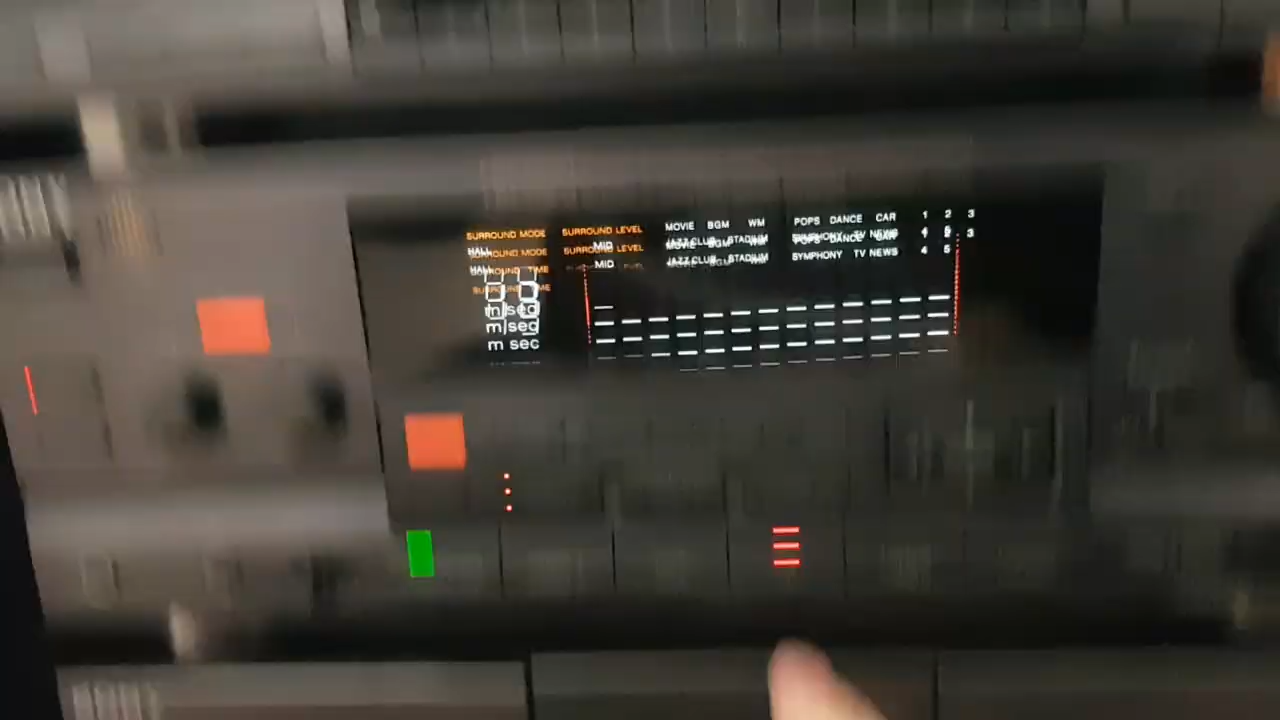 SURROUND MODE SURROUND LEVEL MOVIE BGM WM POPS DANCE CAR 1 2 3
HALL MID JAZZ CLUB STADIUM SYMPHONY TV NEWS 4 5
SURROUND TIME
m sec